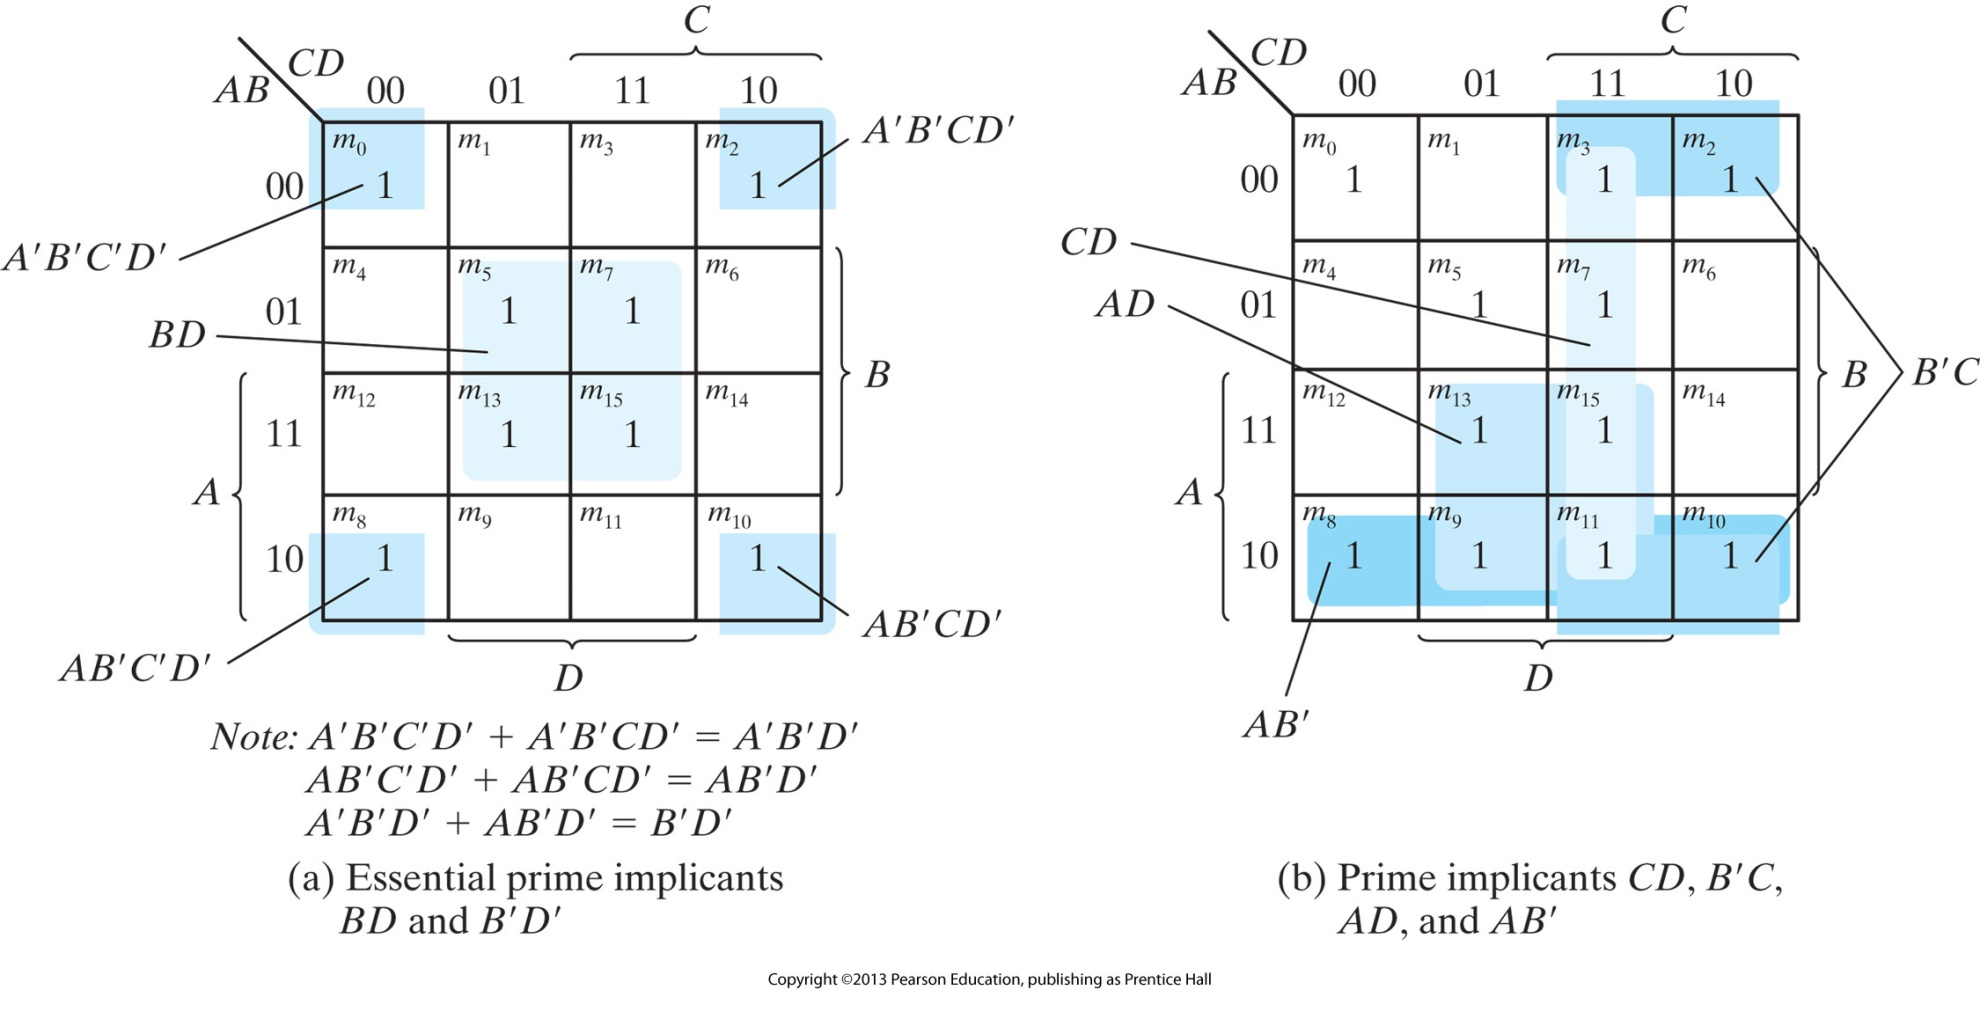 C
CD
AB
00 01 11 10
m0 m1 m3 m2
00 1 1
A′B′CD′
A′B′C′D′
m4 m5 m7 m6
01 1 1
BD
B
m12 m13 m15 m14
11 1 1
A
m8 m9 m11 m10
10 1 1
AB′CD′
AB′C′D′
D
Note: A′B′C′D′ + A′B′CD′ = A′B′D′
AB′C′D′ + AB′CD′ = AB′D′
A′B′D′ + AB′D′ = B′D′
(a) Essential prime implicants
BD and B′D′
C
CD
AB
00 01 11 10
m0 m1 m3 m2
00 1 1 1
CD
m4 m5 m7 m6
01 1 1
AD
B
B′C
m12 m13 m15 m14
11 1 1
A
m8 m9 m11 m10
10 1 1 1 1
D
AB′
(b) Prime implicants CD, B′C,
AD, and AB′
Copyright ©2013 Pearson Education, publishing as Prentice Hall